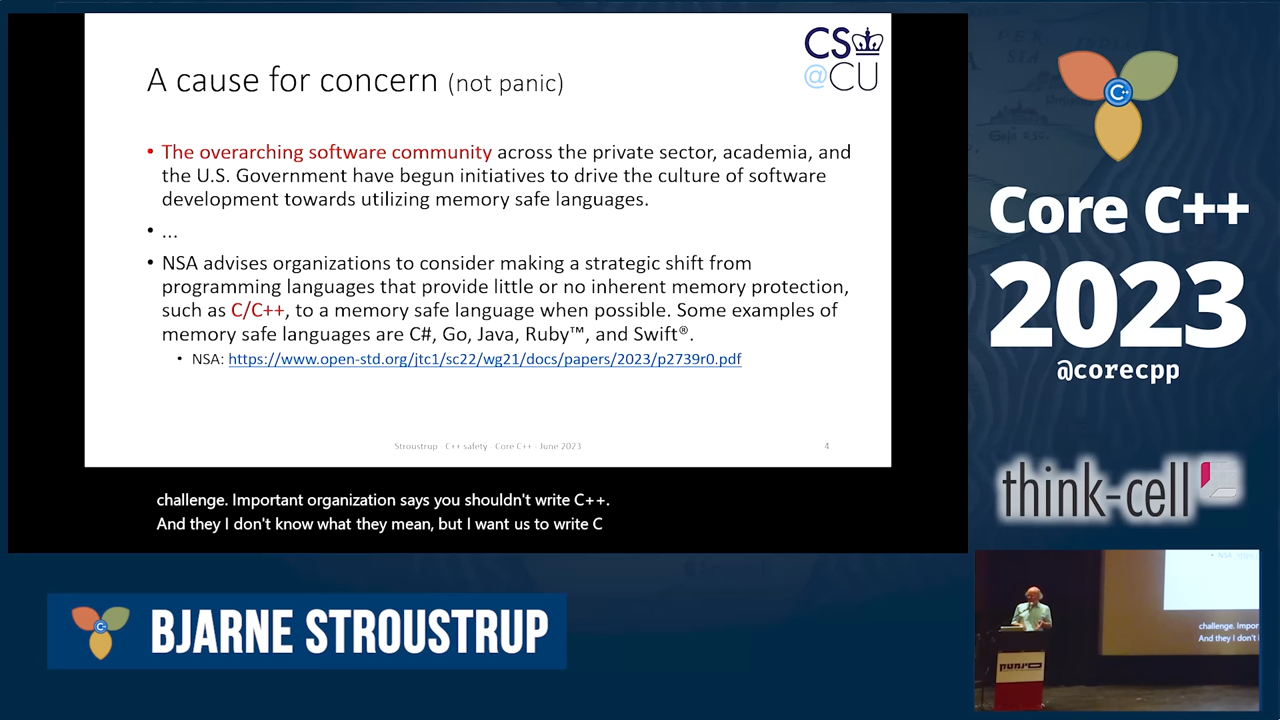 CS
@CU
A cause for concern (not panic)
• The overarching software community across the private sector, academia, and
the U.S. Government have begun initiatives to drive the culture of software
development towards utilizing memory safe languages.
• ...
• NSA advises organizations to consider making a strategic shift from
programming languages that provide little or no inherent memory protection,
such as C/C++, to a memory safe language when possible. Some examples of
memory safe languages are C#, Go, Java, Ruby™, and Swift®.
• NSA: https://www.open-std.org/jtc1/sc22/wg21/docs/papers/2023/p2739r0.pdf
Stroustrup - C++ safety - Core C++ - June 2023
4
challenge. Important organization says you shouldn't write C++.
And they I don't know what they mean, but I want us to write C
C++
Core C++
2023
@corecpp
think-cell
C++
BJARNE STROUSTRUP
challenge. Impor
And they I don't